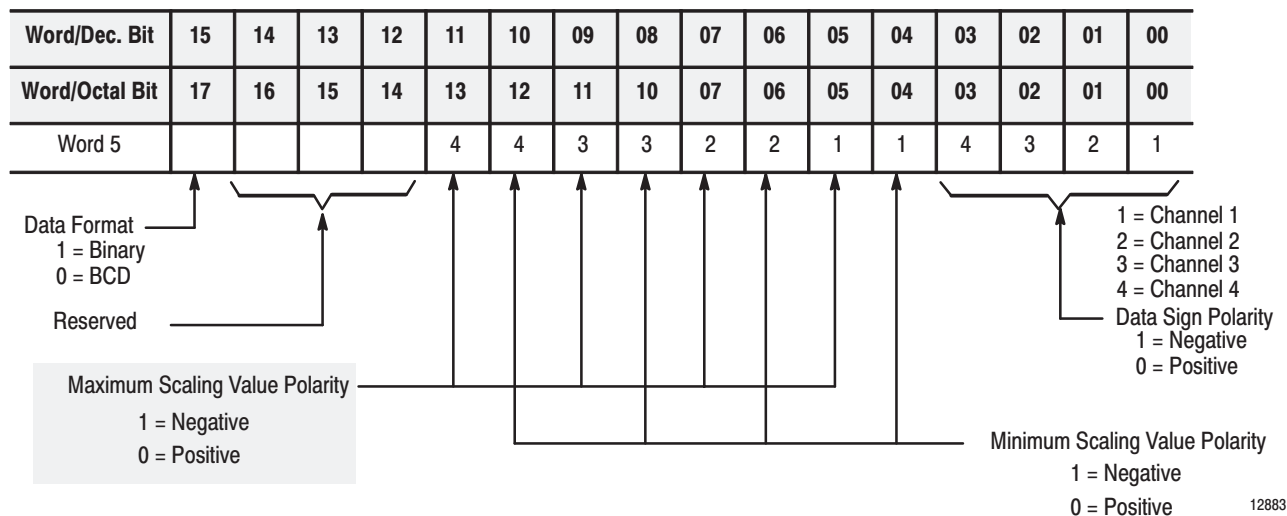 Word/Dec. Bit 15 14 13 12 11 10 09 08 07 06 05 04 03 02 01 00
Word/Octal Bit 17 16 15 14 13 12 11 10 07 06 05 04 03 02 01 00
Word 5 4 4 3 3 2 2 1 1 4 3 2 1
Data Format
1 = Binary
0 = BCD
Reserved
1 = Channel 1
2 = Channel 2
3 = Channel 3
4 = Channel 4
Data Sign Polarity
1 = Negative
0 = Positive
Maximum Scaling Value Polarity
1 = Negative
0 = Positive
Minimum Scaling Value Polarity
1 = Negative
0 = Positive
12883